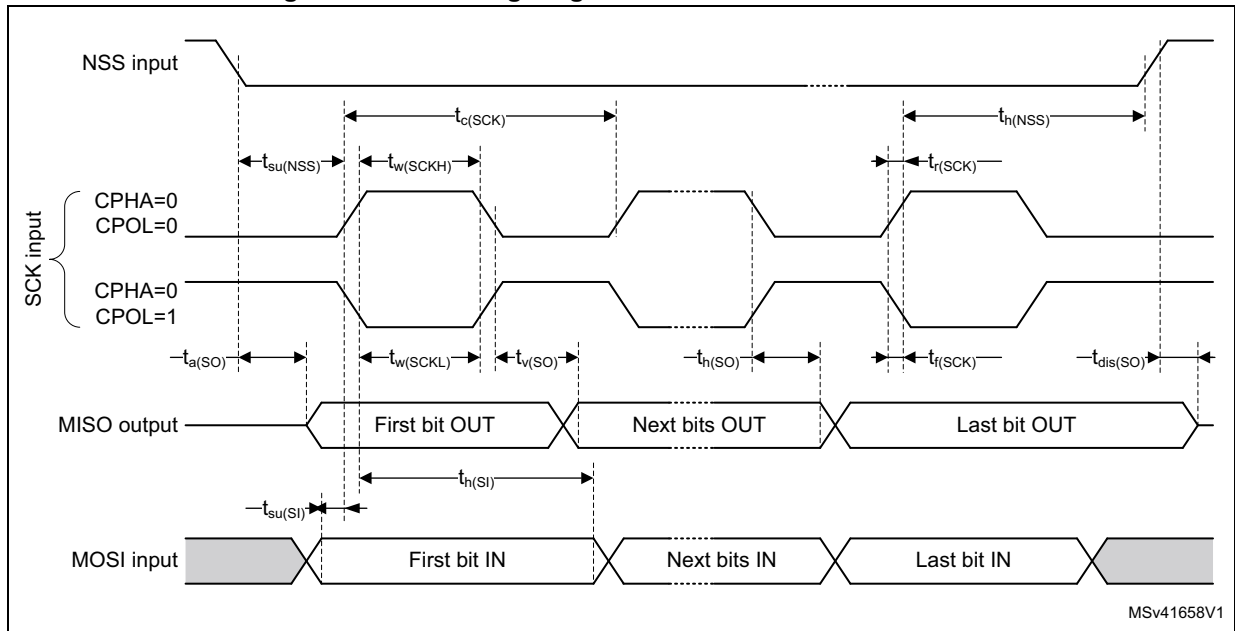 NSS input
tc(SCK)
th(NSS)
tsu(NSS)
tw(SCKH)
tr(SCK)
SCK input
CPHA=0
CPOL=0
CPHA=0
CPOL=1
ta(SO)
tw(SCKL)
tv(SO)
th(SO)
tf(SCK)
tdis(SO)
MISO output
First bit OUT
Next bits OUT
Last bit OUT
th(SI)
tsu(SI)
MOSI input
First bit IN
Next bits IN
Last bit IN
MSv41658V1